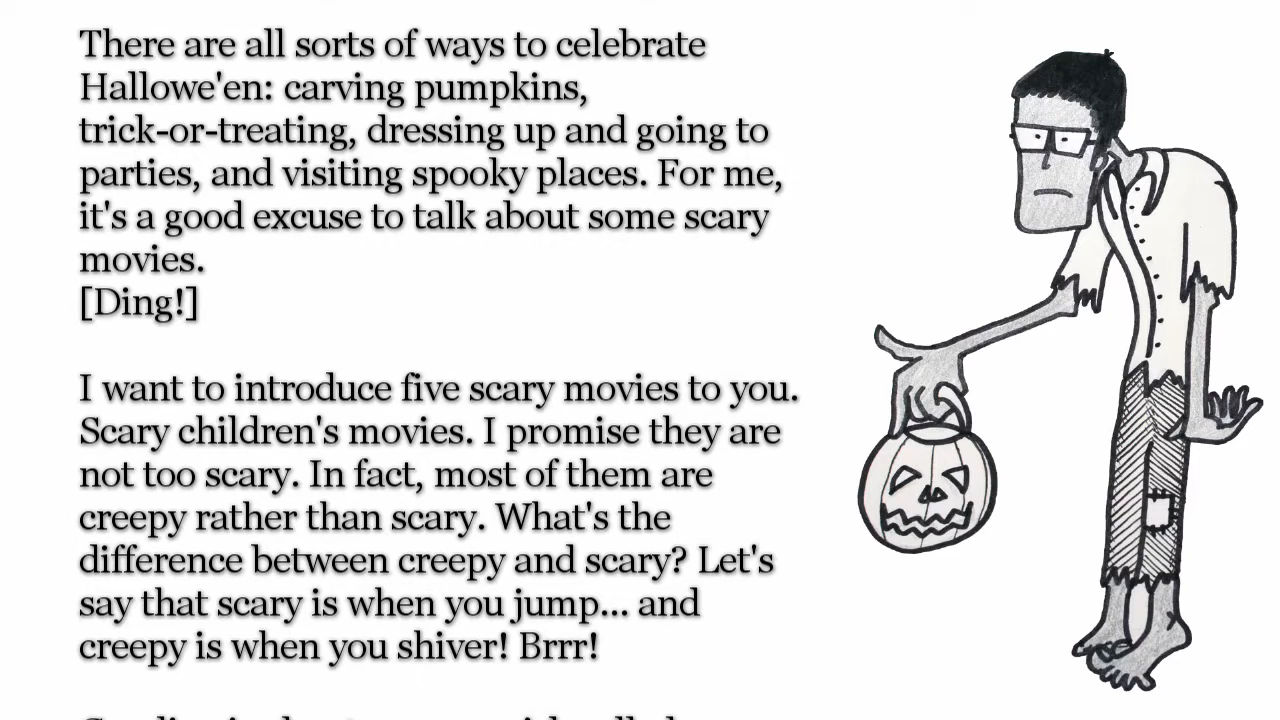 There are all sorts of ways to celebrate
Hallowe'en: carving pumpkins,
trick-or-treating, dressing up and going to
parties, and visiting spooky places. For me,
it's a good excuse to talk about some scary
movies.
[Ding!]
I want to introduce five scary movies to you.
Scary children's movies. I promise they are
not too scary. In fact, most of them are
creepy rather than scary. What's the
difference between creepy and scary? Let's
say that scary is when you jump... and
creepy is when you shiver! Brrr!